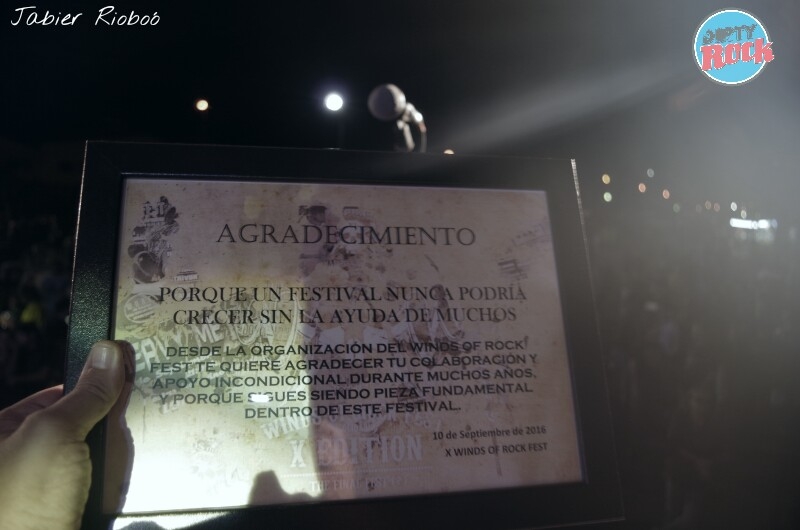 Jabier Rioboó
DIRTY
Rock
AGRADECIMIENTO
PORQUE UN FESTIVAL NUNCA PODRÍA
CRECER SIN LA AYUDA DE MUCHOS
DESDE LA ORGANIZACIÓN DEL WINDS OF ROCK
FEST TE QUIERE AGRADECER TU COLABORACIÓN Y
APOYO INCONDICIONAL DURANTE MUCHOS AÑOS,
Y PORQUE SIGUES SIENDO PIEZA FUNDAMENTAL
DENTRO DE ESTE FESTIVAL.
10 de Septiembre de 2016
X WINDS OF ROCK FEST
X EDITION